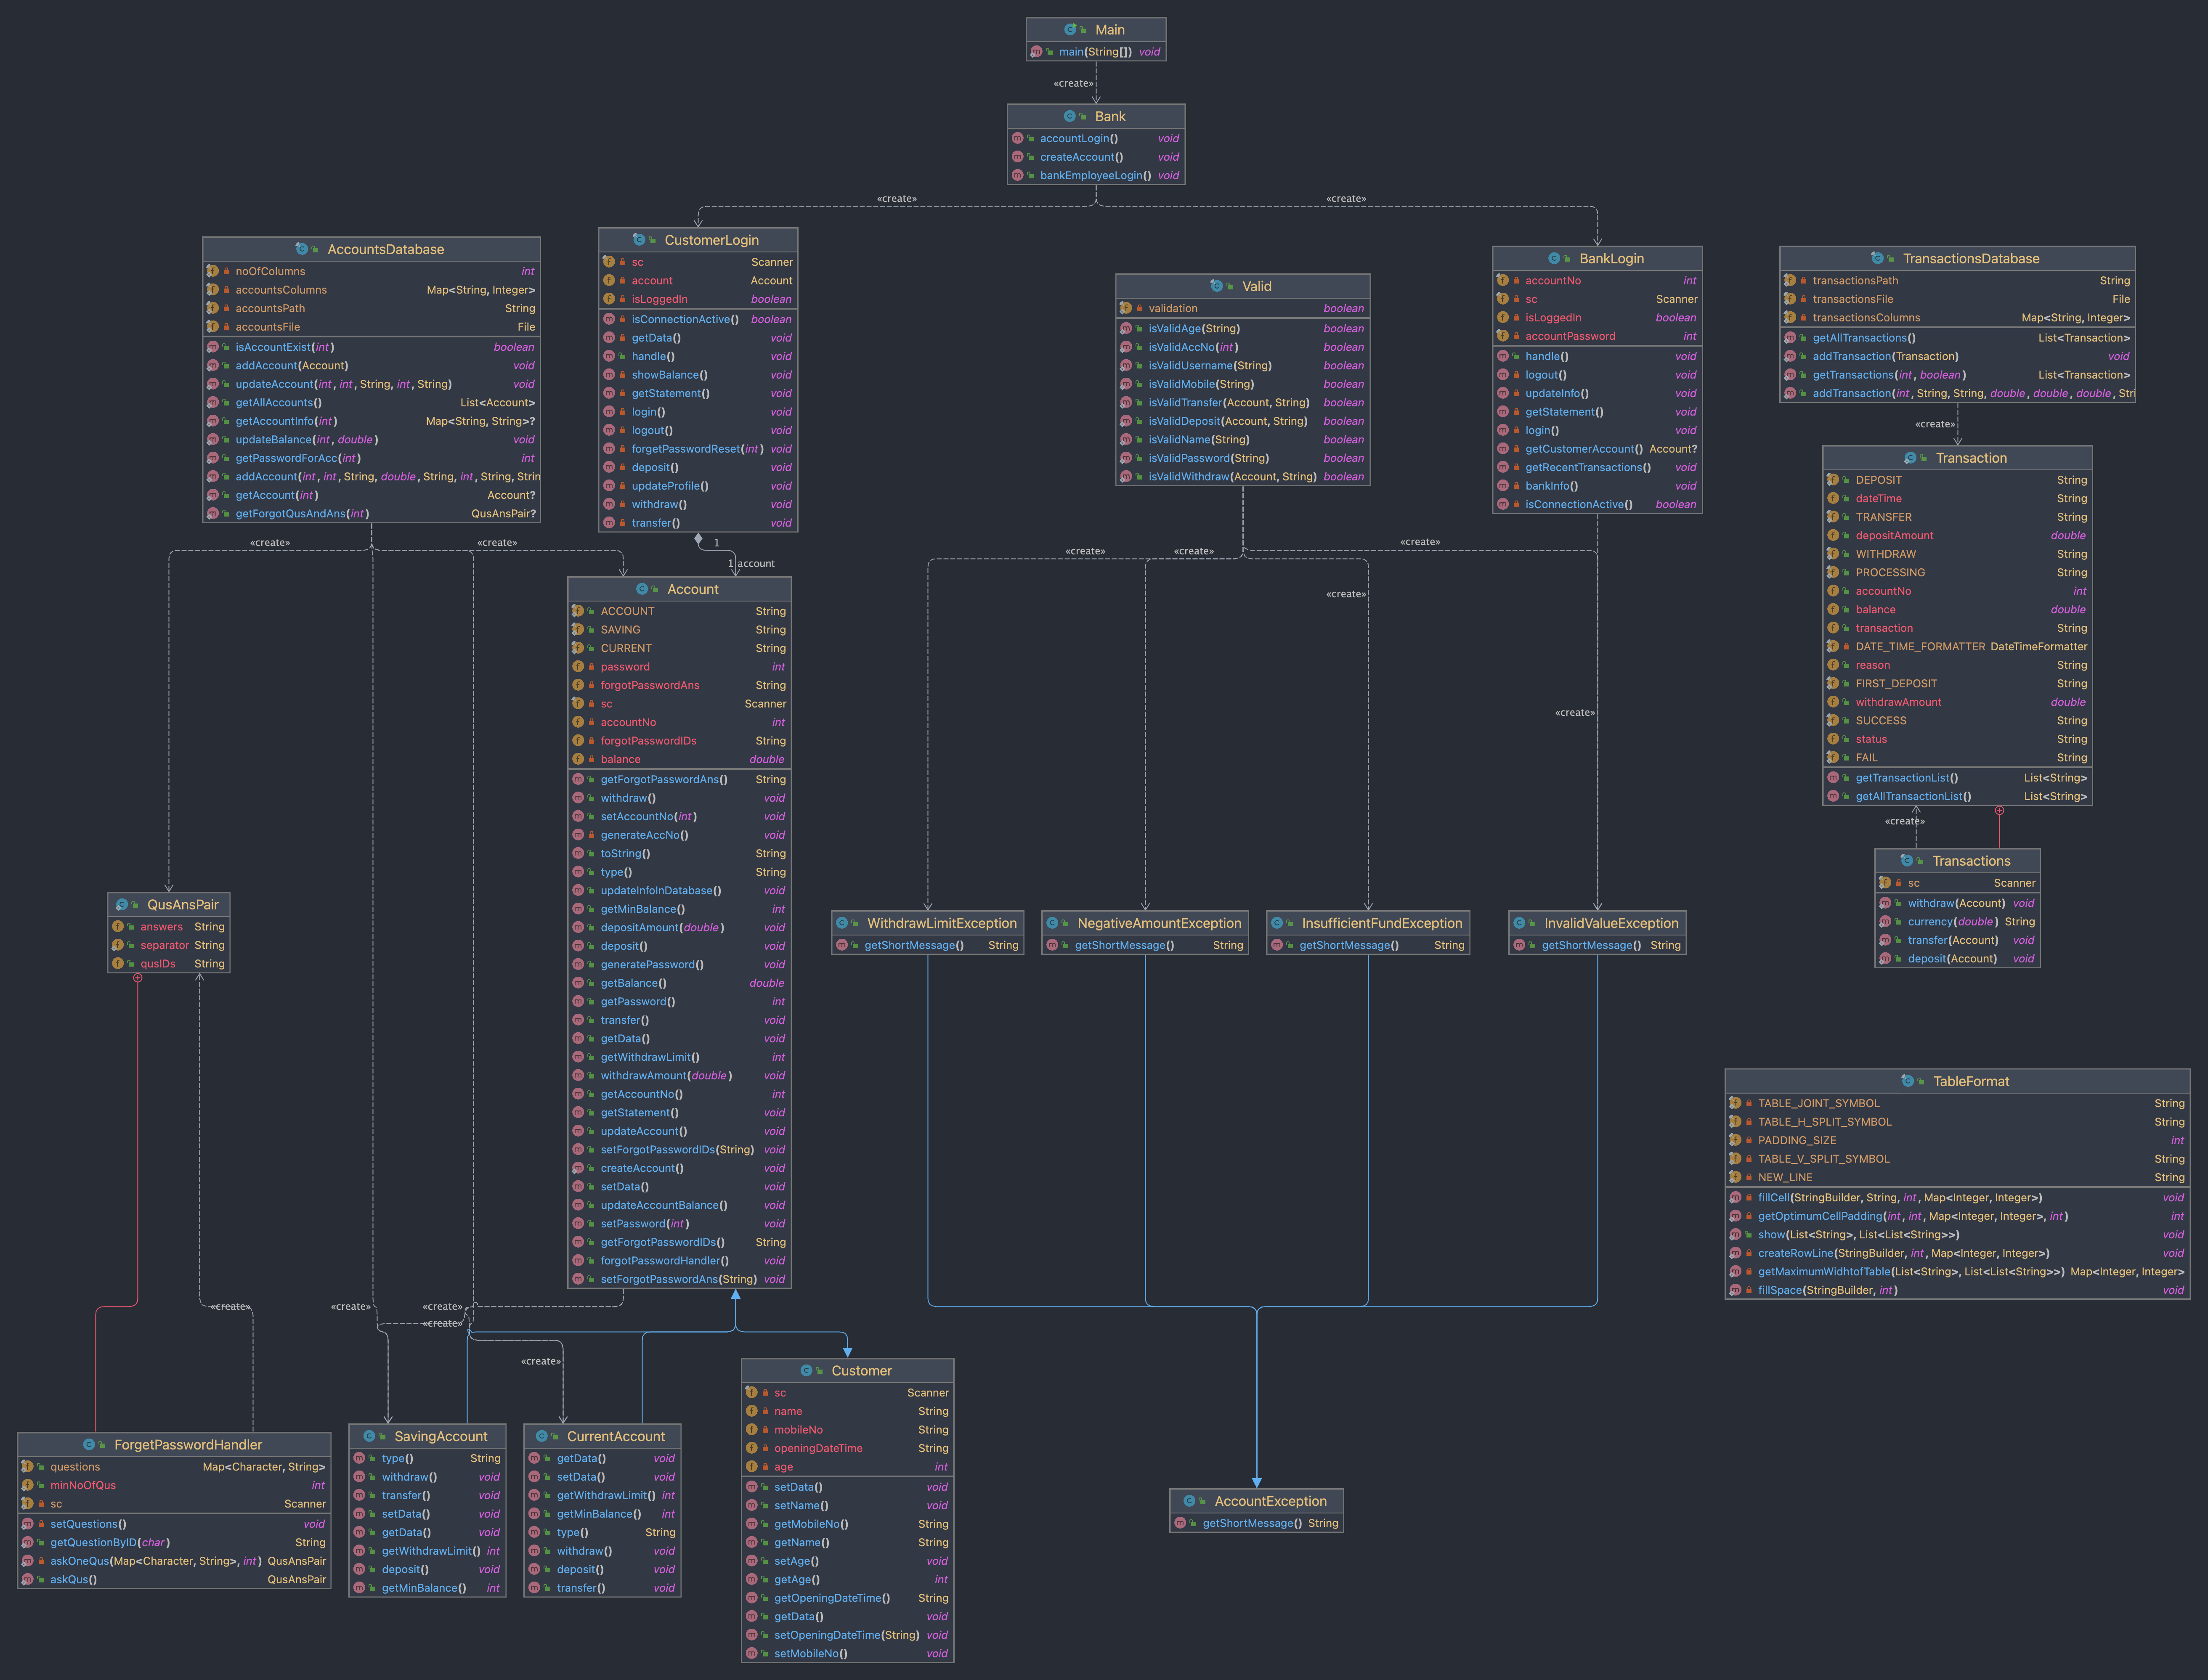 Main
main(String[]) void
«create»
Bank
accountLogin() void
createAccount() void
bankEmployeeLogin() void
«create»
«create»
AccountsDatabase
noOfColumns int
accountsColumns Map<String, Integer>
accountsPath String
accountsFile File
isAccountExist(int) boolean
addAccount(Account) void
updateAccount(int, int, String, int, String) void
getAllAccounts() List<Account>
getAccountInfo(int) Map<String, String>?
updateBalance(int, double) void
getPasswordForAcc(int) int
addAccount(int, int, String, double, String, int, String, Strin
getAccount(int) Account?
getForgotQusAndAns(int) QusAnsPair?
CustomerLogin
sc Scanner
account Account
isLoggedIn boolean
isConnectionActive() boolean
getData() void
handle() void
showBalance() void
getStatement() void
login() void
logout() void
forgetPasswordReset(int) void
deposit() void
updateProfile() void
withdraw() void
transfer() void
Valid
validation boolean
isValidAge(String) boolean
isValidAccNo(int) boolean
isValidUsername(String) boolean
isValidMobile(String) boolean
isValidTransfer(Account, String) boolean
isValidDeposit(Account, String) boolean
isValidName(String) boolean
isValidPassword(String) boolean
isValidWithdraw(Account, String) boolean
BankLogin
accountNo int
sc Scanner
isLoggedIn boolean
accountPassword int
handle() void
logout() void
updateInfo() void
getStatement() void
login() void
getCustomerAccount() Account?
getRecentTransactions() void
bankInfo() void
isConnectionActive() boolean
TransactionsDatabase
transactionsPath String
transactionsFile File
transactionsColumns Map<String, Integer>
getAllTransactions() List<Transaction>
addTransaction(Transaction) void
getTransactions(int, boolean) List<Transaction>
addTransaction(int, String, String, double, double, double, Stri
«create»
Transaction
DEPOSIT String
dateTime String
TRANSFER String
depositAmount double
WITHDRAW String
PROCESSING String
accountNo int
balance double
transaction String
DATE_TIME_FORMATTER DateTimeFormatter
reason String
FIRST_DEPOSIT String
withdrawAmount double
SUCCESS String
status String
FAIL String
getTransactionList() List<String>
getAllTransactionList() List<String>
«create»
Transactions
sc Scanner
withdraw(Account) void
currency(double) String
transfer(Account) void
deposit(Account) void
«create»
«create»
1
1 account
«create»
«create»
«create»
«create»
«create»
Account
ACCOUNT String
SAVING String
CURRENT String
password int
forgotPasswordAns String
sc Scanner
accountNo int
forgotPasswordIDs String
balance double
getForgotPasswordAns() String
withdraw() void
setAccountNo(int) void
generateAccNo() void
toString() String
type() String
updateInfoInDatabase() void
getMinBalance() int
depositAmount(double) void
deposit() void
generatePassword() void
getBalance() double
getPassword() int
transfer() void
getData() void
getWithdrawLimit() int
withdrawAmount(double) void
getAccountNo() int
getStatement() void
updateAccount() void
setForgotPasswordIDs(String) void
createAccount() void
setData() void
updateAccountBalance() void
setPassword(int) void
getForgotPasswordIDs() String
forgotPasswordHandler() void
setForgotPasswordAns(String) void
QusAnsPair
answers String
separator String
qusIDs String
WithdrawLimitException
getShortMessage() String
NegativeAmountException
getShortMessage() String
InsufficientFundException
getShortMessage() String
InvalidValueException
getShortMessage() String
TableFormat
TABLE_JOINT_SYMBOL String
TABLE_H_SPLIT_SYMBOL String
PADDING_SIZE int
TABLE_V_SPLIT_SYMBOL String
NEW_LINE String
fillCell(StringBuilder, String, int, Map<Integer, Integer>) void
getOptimumCellPadding(int, int, Map<Integer, Integer>, int) int
show(List<String>, List<List<String>>) void
createRowLine(StringBuilder, int, Map<Integer, Integer>) void
getMaximumWidhtofTable(List<String>, List<List<String>>) Map<Integer, Integer>
fillSpace(StringBuilder, int) void
«create»
«create»
«create»
«create»
«create»
ForgetPasswordHandler
questions Map<Character, String>
minNoOfQus int
sc Scanner
setQuestions() void
getQuestionByID(char) String
askOneQus(Map<Character, String>, int) QusAnsPair
askQus() QusAnsPair
SavingAccount
type() String
withdraw() void
transfer() void
setData() void
getData() void
getWithdrawLimit() int
deposit() void
getMinBalance() int
CurrentAccount
getData() void
setData() void
getWithdrawLimit() int
getMinBalance() int
type() String
withdraw() void
deposit() void
transfer() void
Customer
sc Scanner
name String
mobileNo String
openingDateTime String
age int
setData() void
setName() void
getMobileNo() String
getName() String
setAge() void
getAge() int
getOpeningDateTime() String
getData() void
setOpeningDateTime(String) void
setMobileNo() void
AccountException
getShortMessage() String